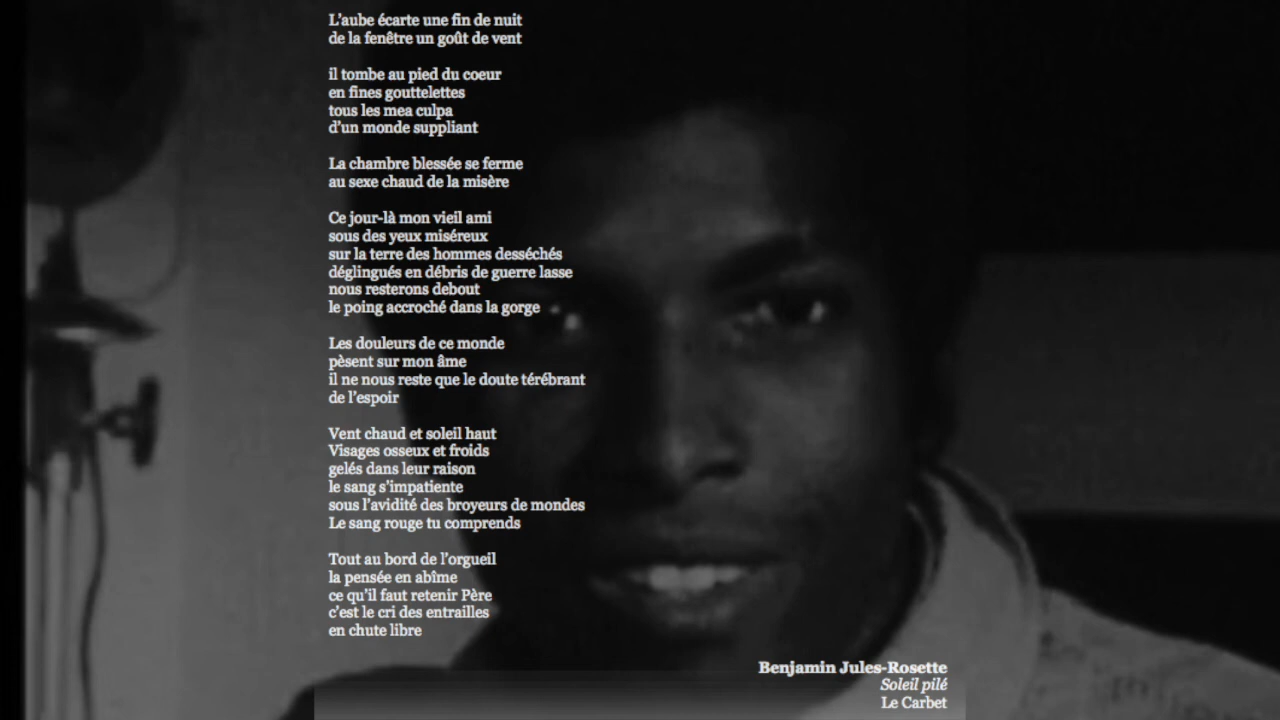 L'aube écarte une fin de nuit
de la fenêtre un goût de vent
il tombe au pied du coeur
en fines gouttelettes
tous les mea culpa
d'un monde suppliant
La chambre blessée se ferme
au sexe chaud de la misère
Ce jour-là mon vieil ami
sous des yeux miséreux
sur la terre des hommes desséchés
déglingués en débris de guerre lasse
nous resterons debout
le poing accroché dans la gorge
Les douleurs de ce monde
pèsent sur mon âme
il ne nous reste que le doute térébrant
de l'espoir
Vent chaud et soleil haut
Visages osseux et froids
gelés dans leur raison
le sang s'impatiente
sous l'avidité des broyeurs de mondes
Le sang rouge tu comprends
Tout au bord de l'orgueil
la pensée en abîme
ce qu'il faut retenir Père
c'est le cri des entrailles
en chute libre
Benjamin Jules-Rosette
Soleil pilé
Le Carbet